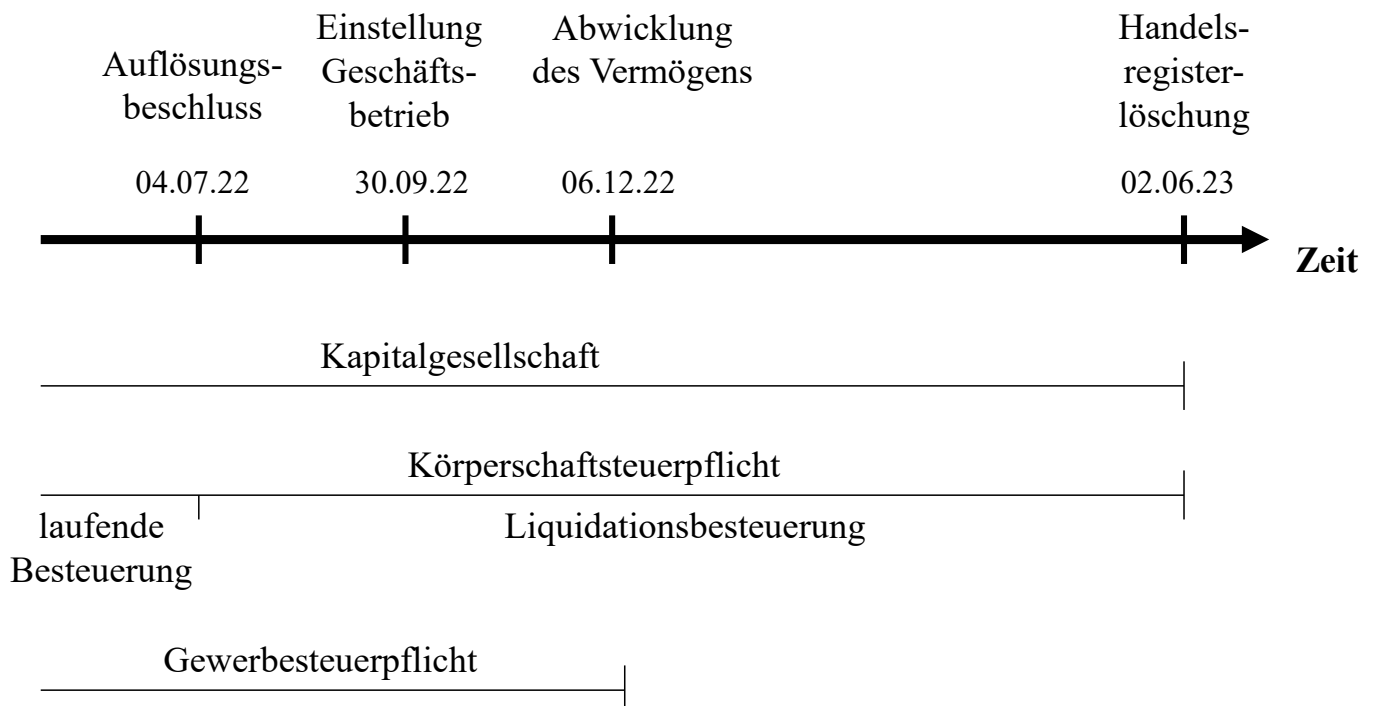 Auflösungs-
beschluss
Einstellung
Geschäfts-
betrieb
Abwicklung
des Vermögens
Handels-
register-
löschung
04.07.22
30.09.22
06.12.22
02.06.23
Zeit
Kapitalgesellschaft
Körperschaftsteuerpflicht
laufende
Besteuerung
Liquidationsbesteuerung
Gewerbesteuerpflicht